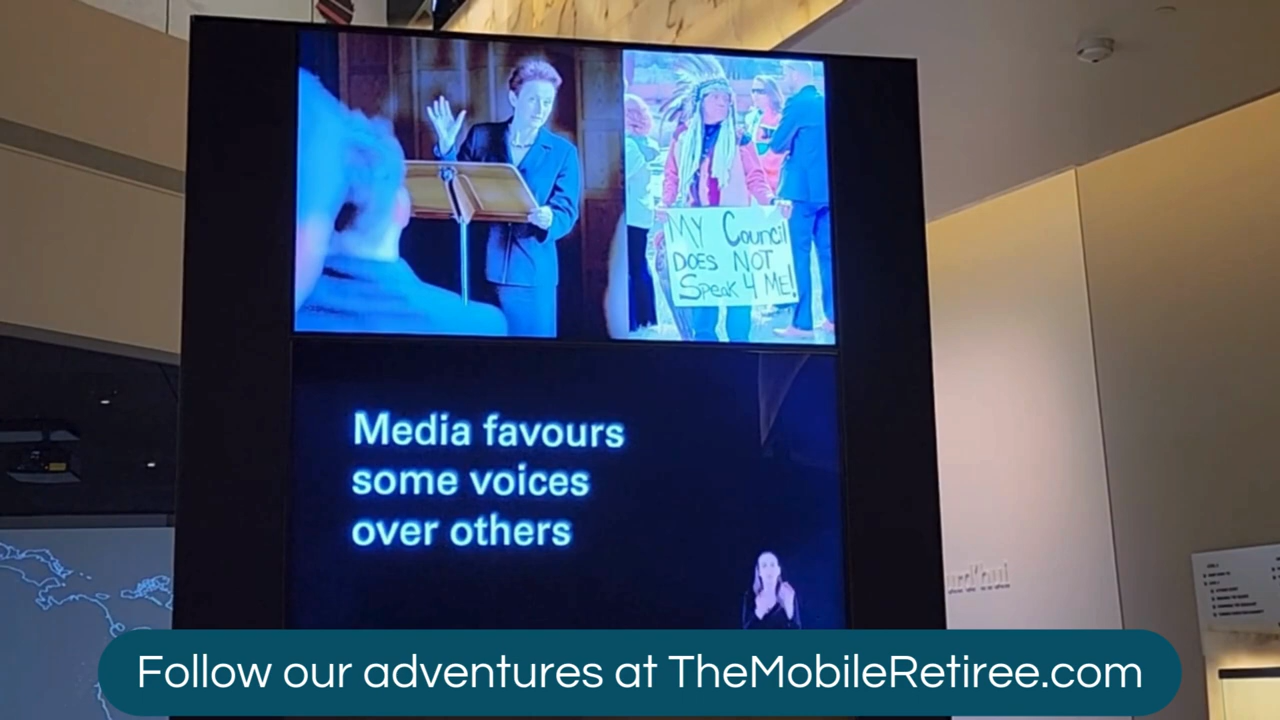 MY Council
DOES NOT
Speak 4 ME!
Media favours
some voices
over others
Follow our adventures at TheMobileRetiree.com